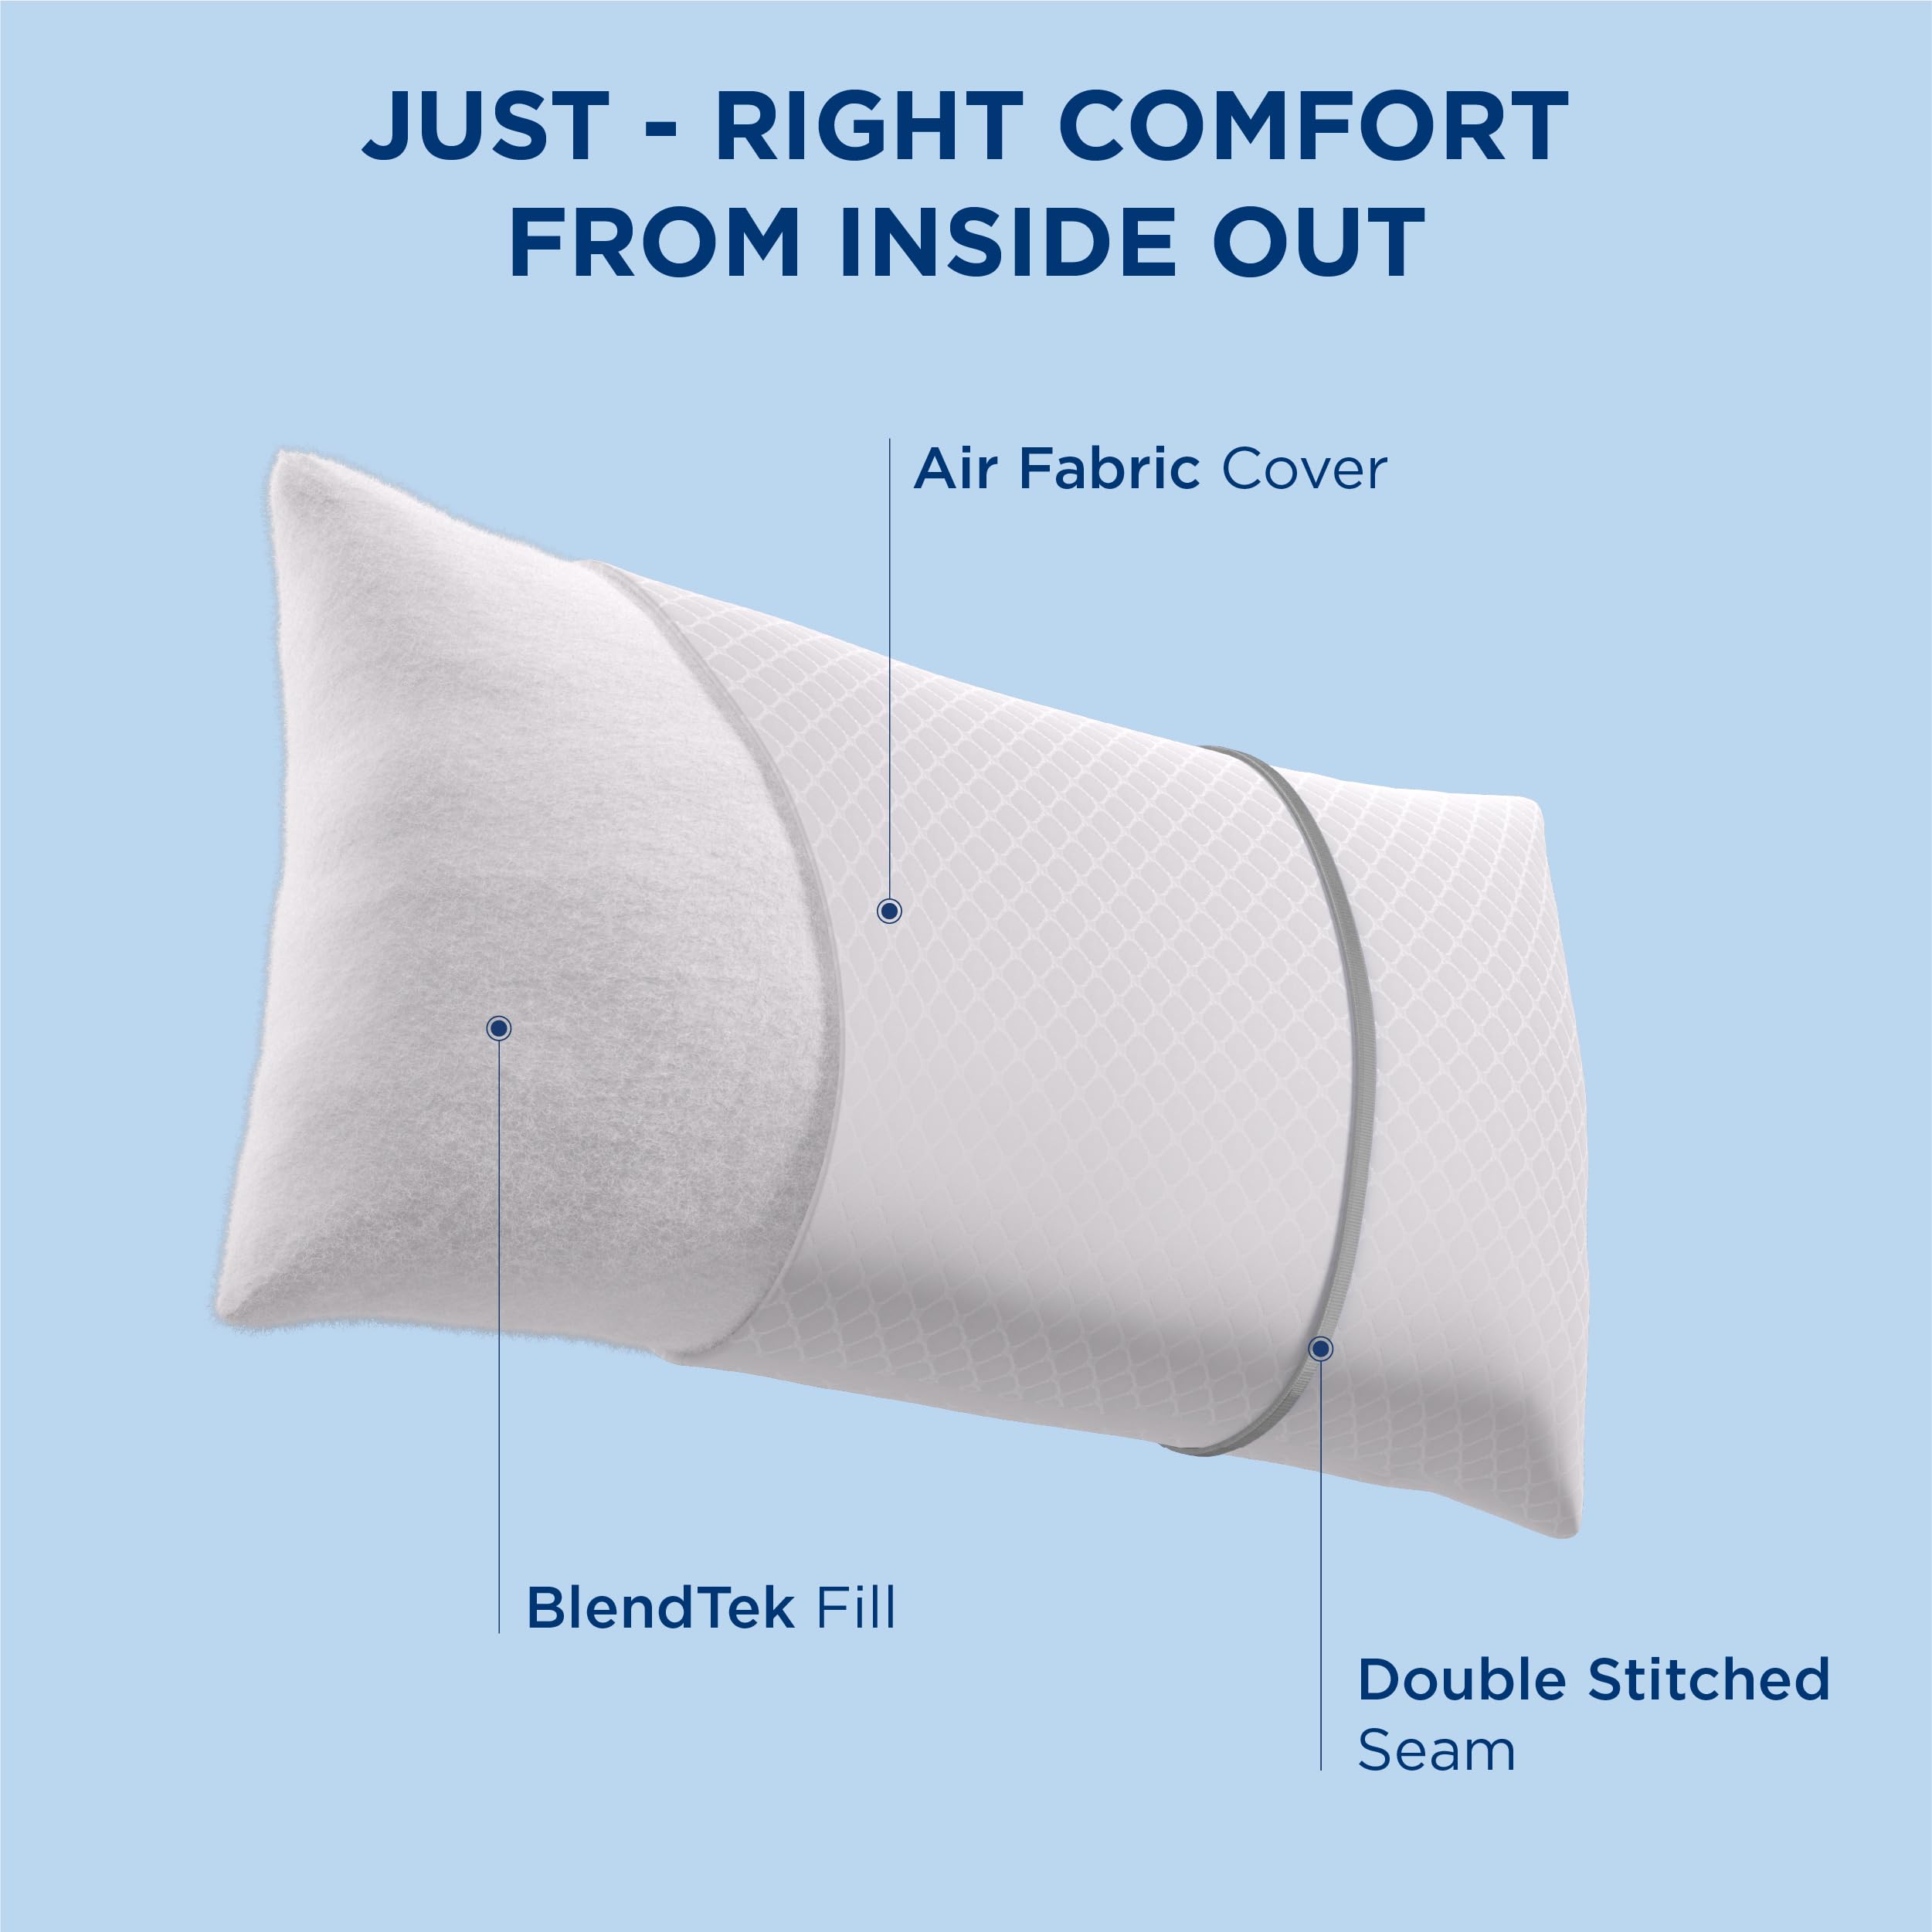 JUST - RIGHT COMFORT
FROM INSIDE OUT
Air Fabric Cover
BlendTek Fill
Double Stitched
Seam